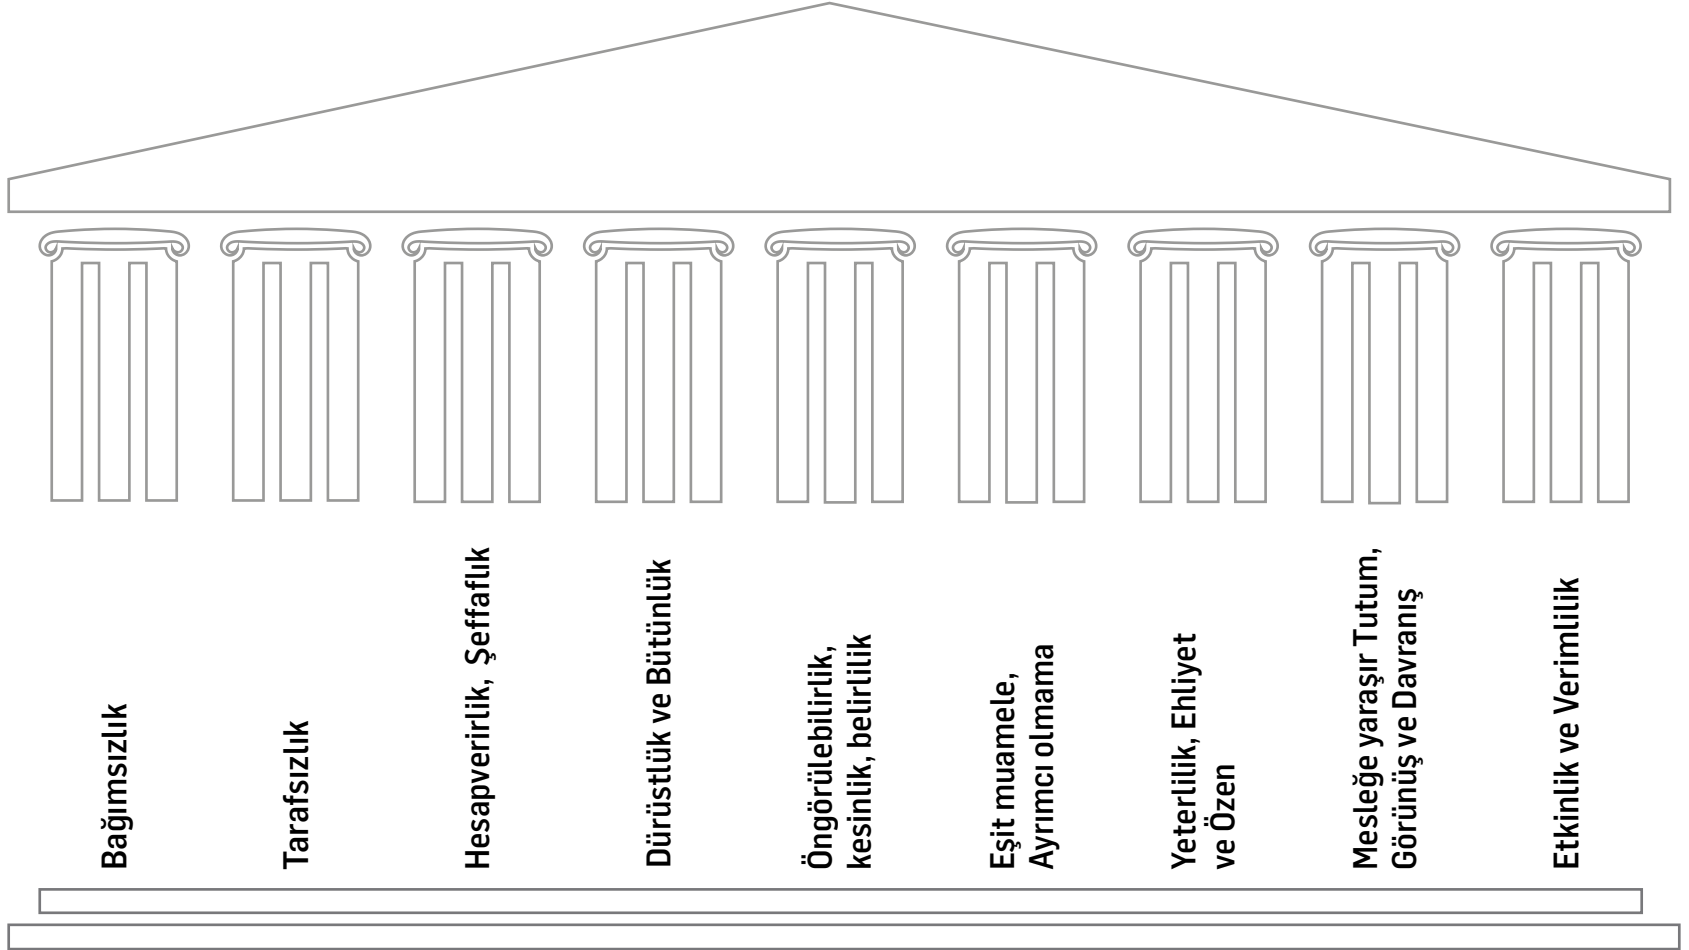 Bağımsızlık
Tarafsızlık
Hesapverirlik, Şeffaflık
Dürüstlük ve Bütünlük
Öngörülebilirlik,
kesinlik, belirlilik
Eşit muamele,
Ayrımcı olmama
Yeterlilik, Ehliyet
ve Özen
Mesleğe yaraşır Tutum,
Görünüş ve Davranış
Etkinlik ve Verimlilik